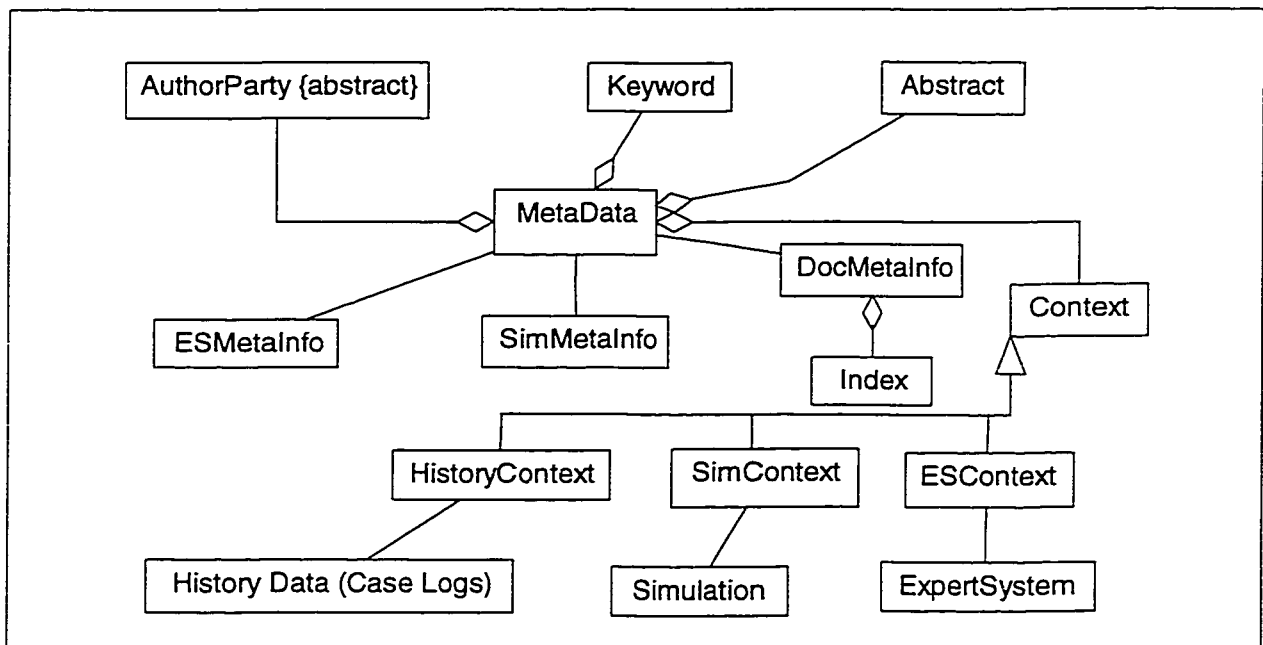 AuthorParty {abstract}
Keyword
Abstract
MetaData
DocMetaInfo
Context
ESMetaInfo
SimMetaInfo
Index
HistoryContext
SimContext
ESContext
History Data (Case Logs)
Simulation
ExpertSystem